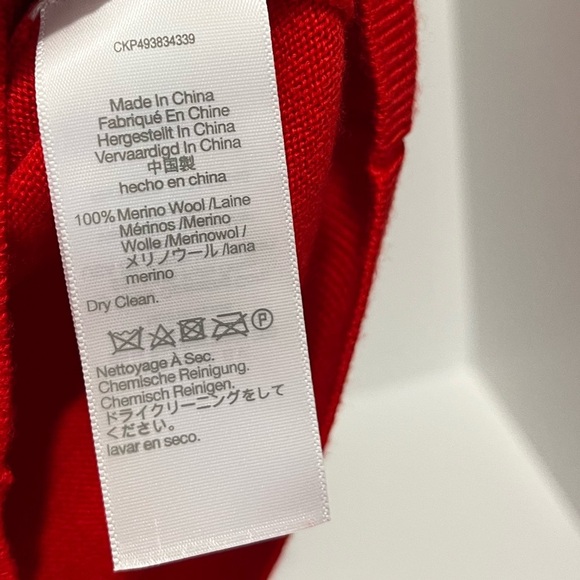 CKP493834339
Made In China
Fabriqué En Chine
Hergestellt In China
Vervaardigd In China
中国製
hecho en china
100% Merino Wool /Laine
Mérinos /Merino
Wolle /Merinowol /
メリノウール /lana
merino
Dry Clean.
P
Nettoyage À Sec.
Chemische Reinigung.
Chemisch Reinigen.
ドライクリーニングをして
ください。
lavar en seco.